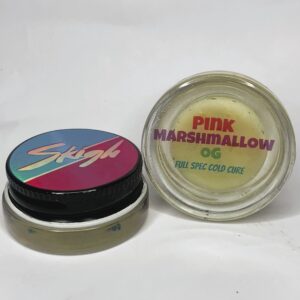 Skygh
PINK
MARSHMALLOW
OG
FULL SPEC COLD CURE